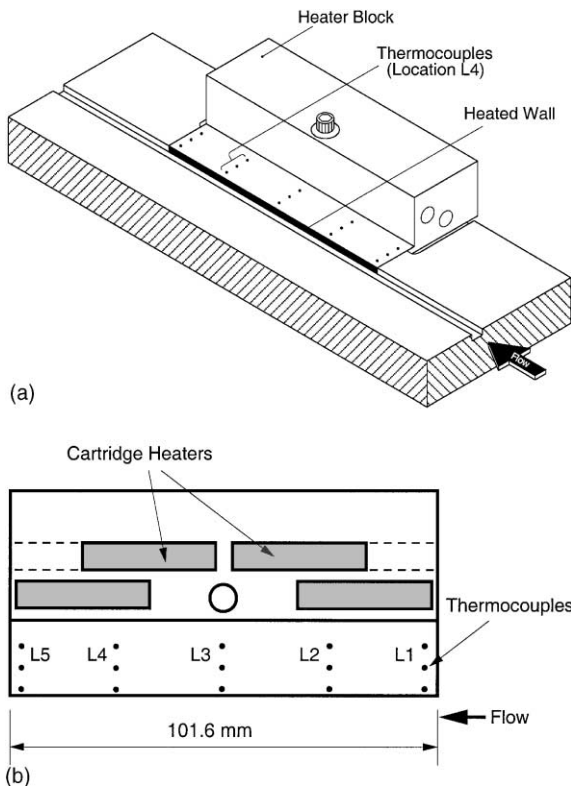 Heater Block
Thermocouples
(Location L4)
Heated Wall
Flow
(a)
Cartridge Heaters
Thermocouples
L5 L4 L3 L2 L1
Flow
101.6 mm
(b)